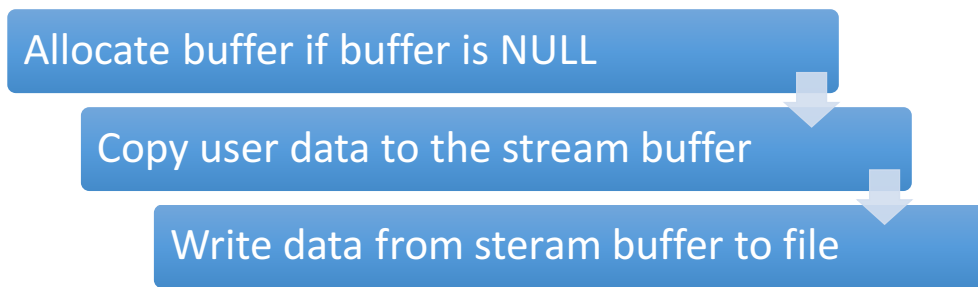 Allocate buffer if buffer is NULL
Copy user data to the stream buffer
Write data from steram buffer to file